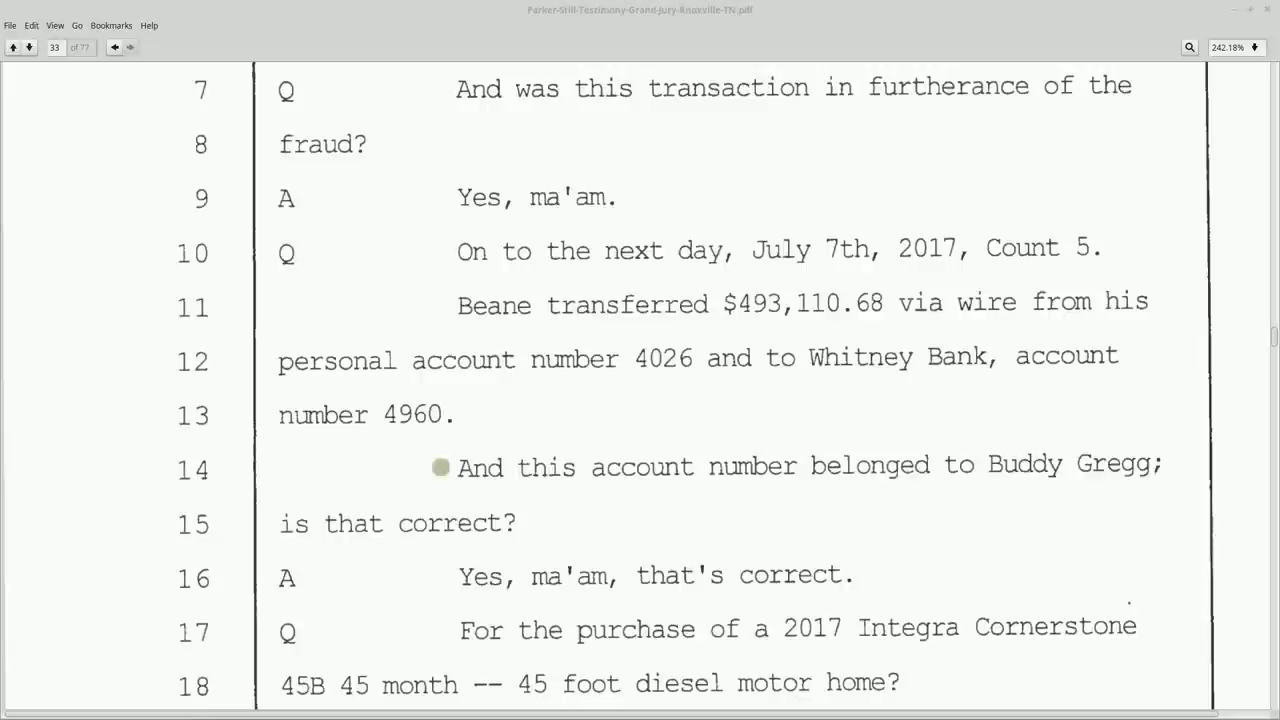 Parker-Still-Testimony-Grand-Jury-Knoxville-TN.pdf
File Edit View Go Bookmarks Help
33 of 77 242.18%
7 Q And was this transaction in furtherance of the
8 fraud?
9 A Yes, ma'am.
10 Q On to the next day, July 7th, 2017, Count 5.
11 Beane transferred $493,110.68 via wire from his
12 personal account number 4026 and to Whitney Bank, account
13 number 4960.
14 And this account number belonged to Buddy Gregg;
15 is that correct?
16 A Yes, ma'am, that's correct.
17 Q For the purchase of a 2017 Integra Cornerstone
18 45B 45 month -- 45 foot diesel motor home?